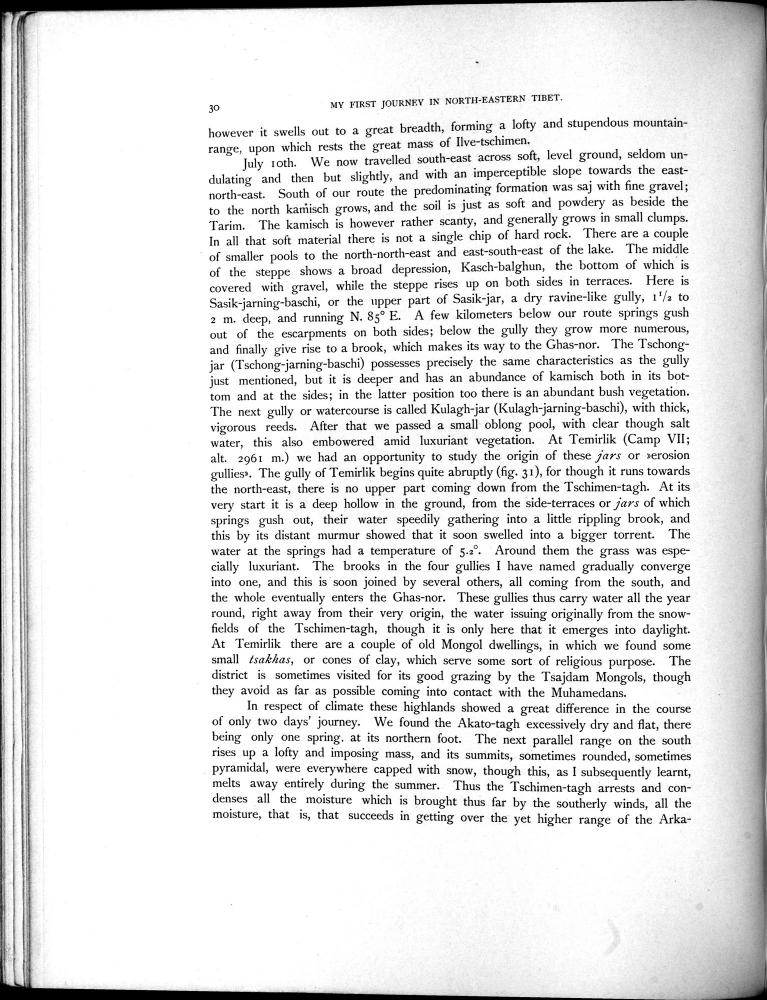 30
MY FIRST JOURNEY IN NORTH-EASTERN TIBET.
however it swells out to a great breadth, forming a lofty and stupendous mountain-
range, upon which rests the great mass of Ilve-tschimen.
July 10th. We now travelled south-east across soft, level ground, seldom un-
dulating and then but slightly, and with an imperceptible slope towards the east-
north-east. South of our route the predominating formation was saj with fine gravel;
to the north kamisch grows, and the soil is just as soft and powdery as beside the
Tarim. The kamisch is however rather scanty, and generally grows in small clumps.
In all that soft material there is not a single chip of hard rock. There are a couple
of smaller pools to the north-north-east and east-south-east of the lake. The middle
of the steppe shows a broad depression, Kasch-balghun, the bottom of which is
covered with gravel, while the steppe rises up on both sides in terraces. Here is
Sasik-jarning-baschi, or the upper part of Sasik-jar, a dry ravine-like gully, 1¹/₂ to
2 m. deep, and running N. 85° E. A few kilometers below our route springs gush
out of the escarpments on both sides; below the gully they grow more numerous,
and finally give rise to a brook, which makes its way to the Ghas-nor. The Tschong-
jar (Tschong-jarning-baschi) possesses precisely the same characteristics as the gully
just mentioned, but it is deeper and has an abundance of kamisch both in its bot-
tom and at the sides; in the latter position too there is an abundant bush vegetation.
The next gully or watercourse is called Kulagh-jar (Kulagh-jarning-baschi), with thick,
vigorous reeds. After that we passed a small oblong pool, with clear though salt
water, this also embowered amid luxuriant vegetation. At Temirlik (Camp VII;
alt. 2961 m.) we had an opportunity to study the origin of these jars or »erosion
gullies». The gully of Temirlik begins quite abruptly (fig. 31), for though it runs towards
the north-east, there is no upper part coming down from the Tschimen-tagh. At its
very start it is a deep hollow in the ground, from the side-terraces or jars of which
springs gush out, their water speedily gathering into a little rippling brook, and
this by its distant murmur showed that it soon swelled into a bigger torrent. The
water at the springs had a temperature of 5.2°. Around them the grass was espe-
cially luxuriant. The brooks in the four gullies I have named gradually converge
into one, and this is soon joined by several others, all coming from the south, and
the whole eventually enters the Ghas-nor. These gullies thus carry water all the year
round, right away from their very origin, the water issuing originally from the snow-
fields of the Tschimen-tagh, though it is only here that it emerges into daylight.
At Temirlik there are a couple of old Mongol dwellings, in which we found some
small tsakhas, or cones of clay, which serve some sort of religious purpose. The
district is sometimes visited for its good grazing by the Tsajdam Mongols, though
they avoid as far as possible coming into contact with the Muhamedans.
In respect of climate these highlands showed a great difference in the course
of only two days' journey. We found the Akato-tagh excessively dry and flat, there
being only one spring, at its northern foot. The next parallel range on the south
rises up a lofty and imposing mass, and its summits, sometimes rounded, sometimes
pyramidal, were everywhere capped with snow, though this, as I subsequently learnt,
melts away entirely during the summer. Thus the Tschimen-tagh arrests and con-
denses all the moisture which is brought thus far by the southerly winds, all the
moisture, that is, that succeeds in getting over the yet higher range of the Arka-